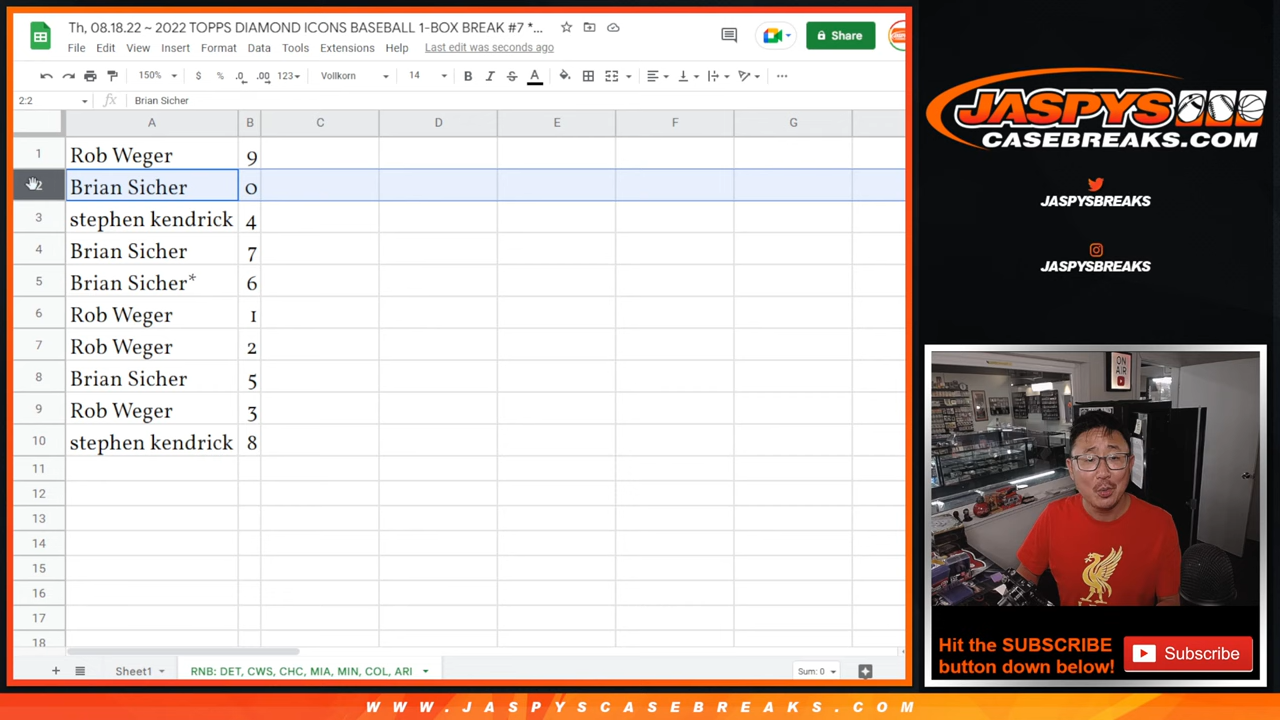 Th, 08.18.22 ~ 2022 TOPPS DIAMOND ICONS BASEBALL 1-BOX BREAK #7 *...
File Edit View Insert Format Data Tools Extensions Help Last edit was seconds ago
Share
150% $ % .0 .00 123 Vollkorn 14 B I S A
2:2 fx Brian Sicher
A B C D E F G
1 Rob Weger 9
2 Brian Sicher 0
3 stephen kendrick 4
4 Brian Sicher 7
5 Brian Sicher* 6
6 Rob Weger 1
7 Rob Weger 2
8 Brian Sicher 5
9 Rob Weger 3
10 stephen kendrick 8
11
12
13
14
15
16
17
18
+ Sheet1 RNB: DET, CWS, CHC, MIA, MIN, COL, ARI Sum: 0
JASPYS
CASEBREAKS.COM
JASPYSBREAKS
JASPYSBREAKS
ON
AIR
Hit the SUBSCRIBE
button down below!
Subscribe
WWW.JASPYSCASEBREAKS.COM